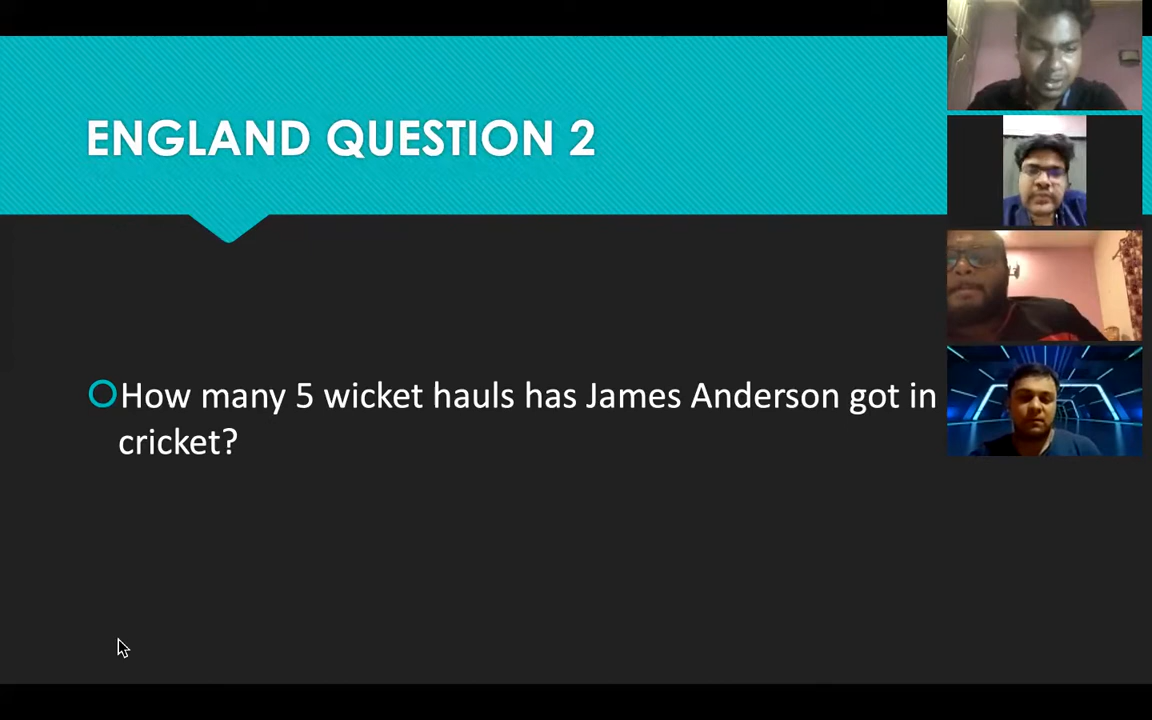 ENGLAND QUESTION 2
How many 5 wicket hauls has James Anderson got in
cricket?